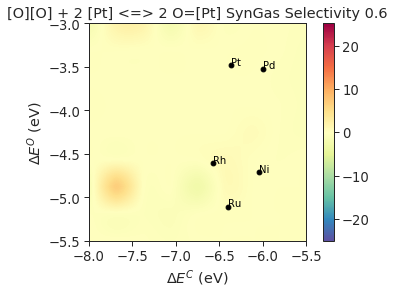 [O][O] + 2 [Pt] <=> 2 O=[Pt] SynGas Selectivity 0.6
−3.0
−3.5
−4.0
−4.5
−5.0
−5.5
ΔE^O (eV)
Pt
Pd
Rh
Ni
Ru
−8.0 −7.5 −7.0 −6.5 −6.0 −5.5
ΔE^C (eV)
20
10
0
−10
−20